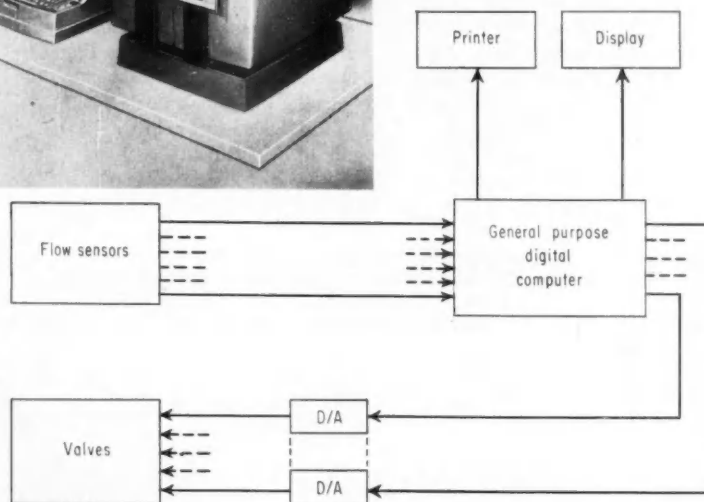 Printer
Display
Flow sensors
General purpose
digital
computer
D/A
Valves
D/A